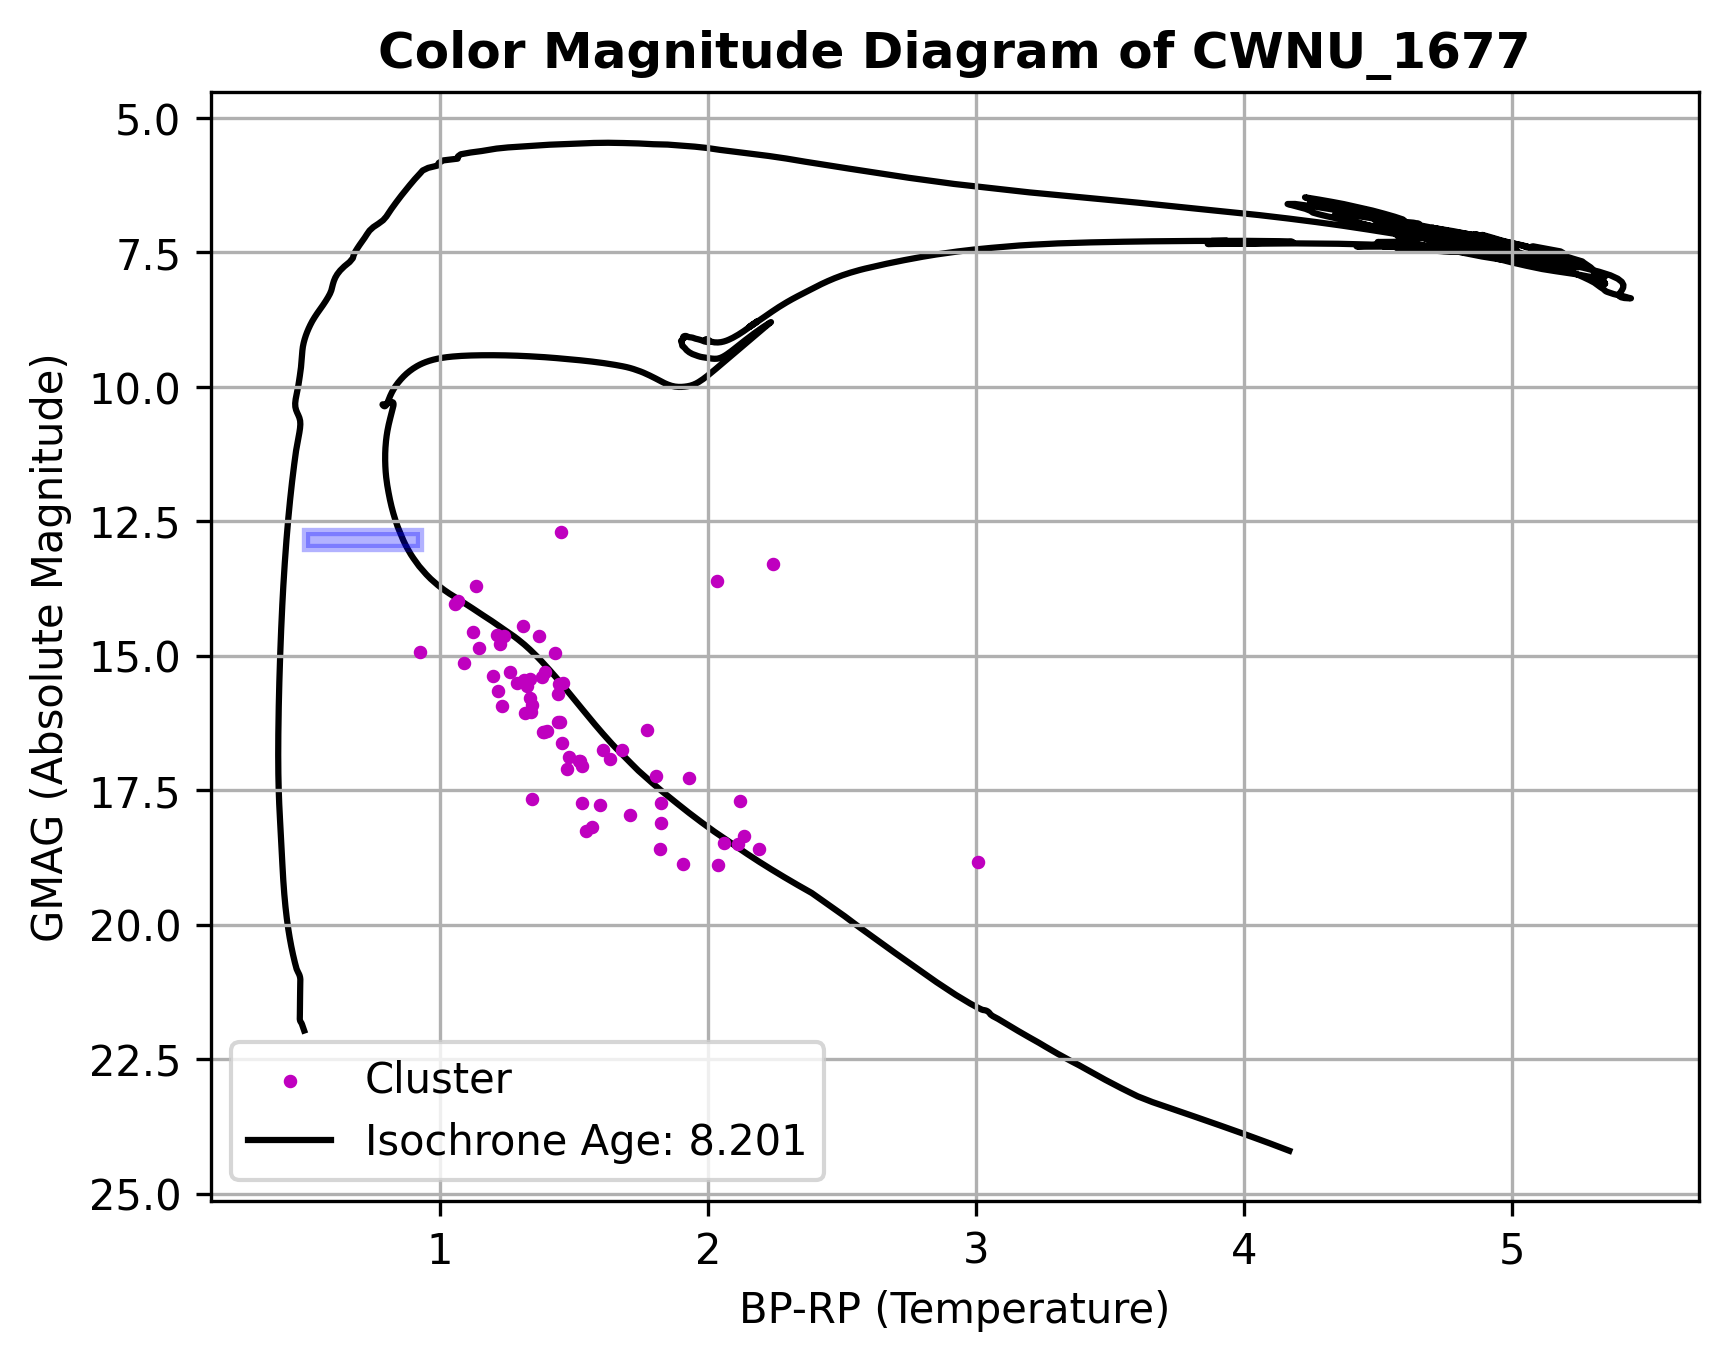 Color Magnitude Diagram of CWNU_1677
GMAG (Absolute Magnitude)
5.0
7.5
10.0
12.5
15.0
17.5
20.0
22.5
25.0
Cluster
Isochrone Age: 8.201
1 2 3 4 5
BP-RP (Temperature)